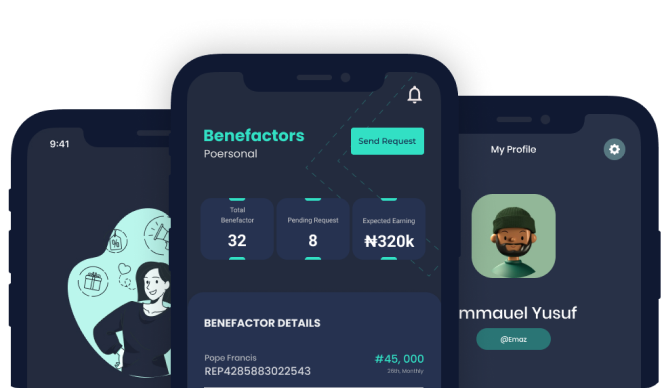 9:41
Benefactors
Poersonal
Send Request
Total
Benefactor
32
Pending Request
8
Expected Earning
₦320k
BENEFACTOR DETAILS
Pope Francis
REP4285883022543
#45, 000
26th, Monthly
My Profile
mmauel Yusuf
@Emaz
%